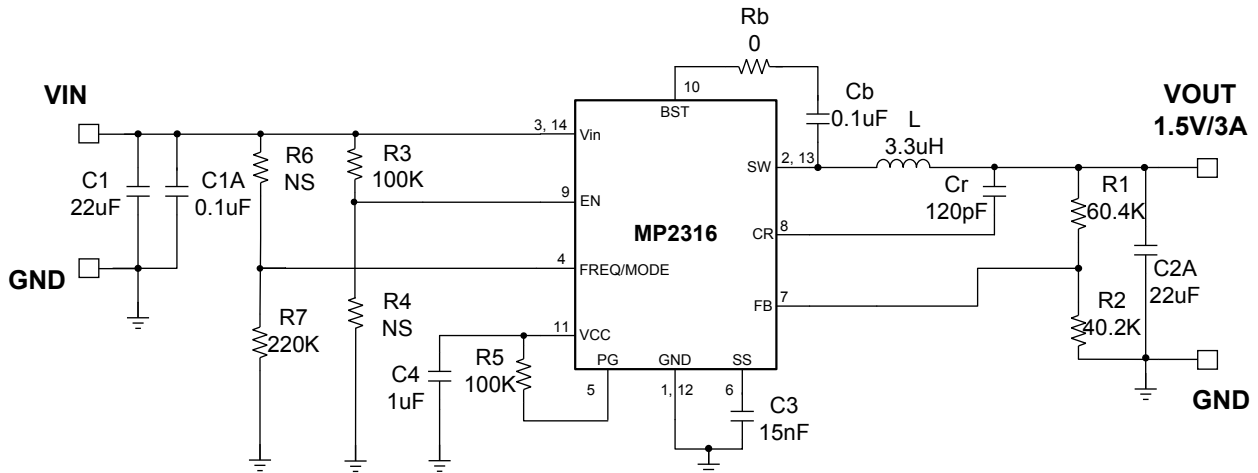 Rb
0
10
BST
Cb
0.1uF
VIN
3, 14
Vin
L
3.3uH
VOUT
1.5V/3A
R6
NS
R3
100K
SW
2, 13
C1
22uF
C1A
0.1uF
9
EN
Cr
120pF
R1
60.4K
MP2316
CR
8
GND
4
FREQ/MODE
C2A
22uF
R4
NS
FB
7
R2
40.2K
R7
220K
11
VCC
R5
100K
PG
GND
SS
C4
1uF
5
1, 12
6
C3
15nF
GND